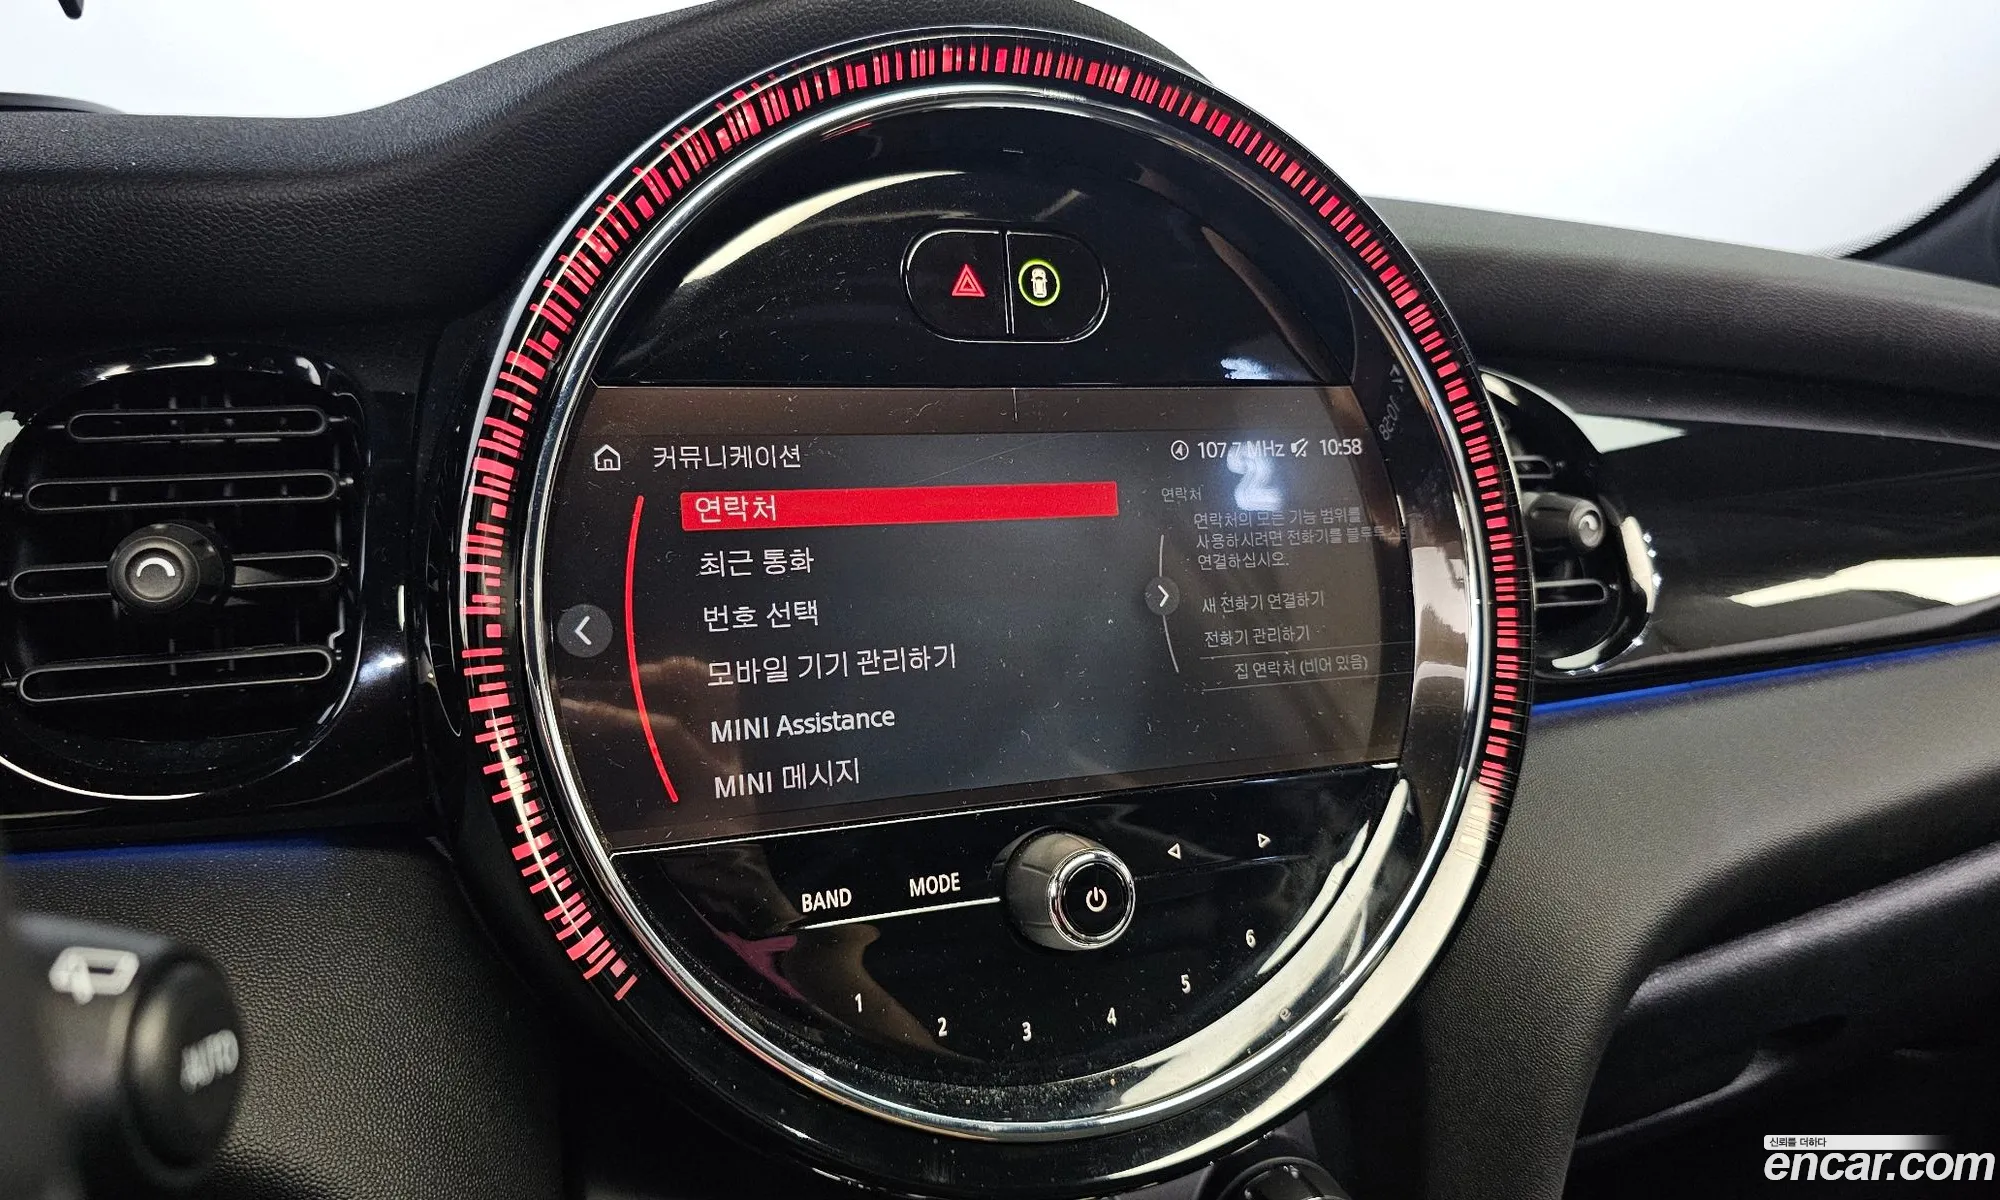 커뮤니케이션
107.7 MHz 10:58
연락처
최근 통화
번호 선택
모바일 기기 관리하기
MINI Assistance
MINI 메시지
연락처
연락처의 모든 기능 범위를
사용하시려면 전화기를 블루투스로
연결하십시오.
새 전화기 연결하기
전화기 관리하기
집 연락처 (비어 있음)
BAND MODE
1 2 3 4 5 6
AUTO
신뢰를 더하다
encar.com